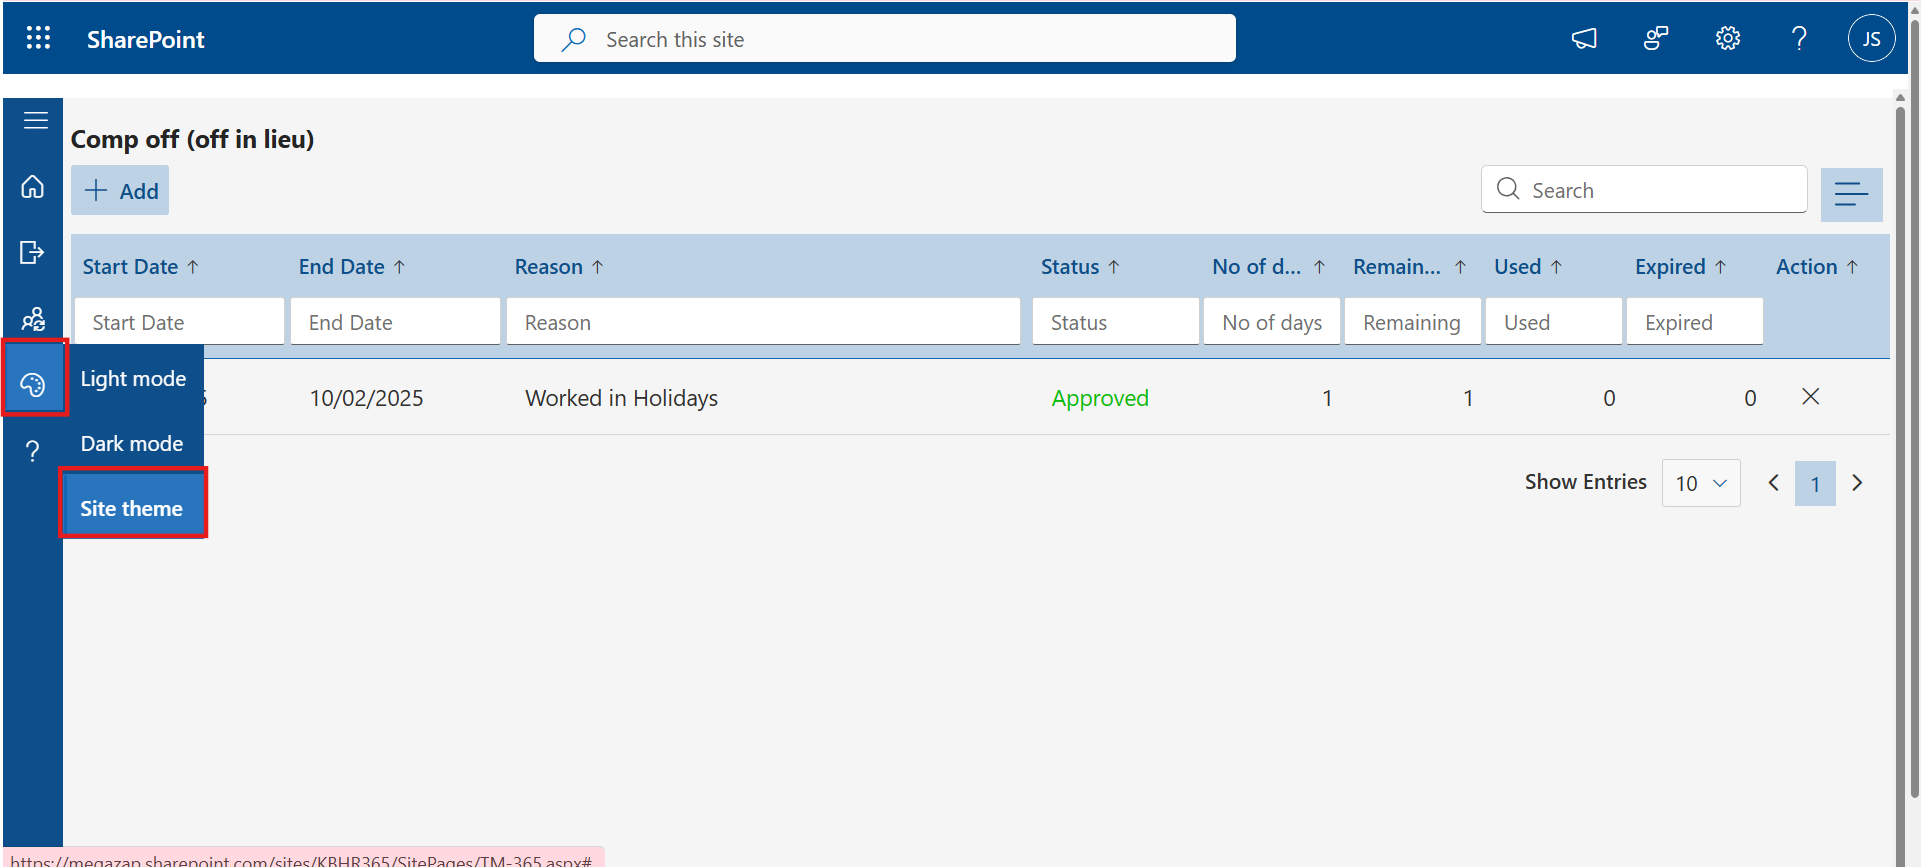 SharePoint
Search this site
JS
Comp off (off in lieu)
Add
Search
Start Date ↑ End Date ↑ Reason ↑ Status ↑ No of d... ↑ Remain... ↑ Used ↑ Expired ↑ Action ↑
Start Date End Date Reason Status No of days Remaining Used Expired
Light mode
10/02/2025 Worked in Holidays Approved 1 1 0 0
Dark mode
Show Entries 10 1
Site theme
https://megazap.sharepoint.com/sites/KBHR365/SitePages/TM-365.aspx#